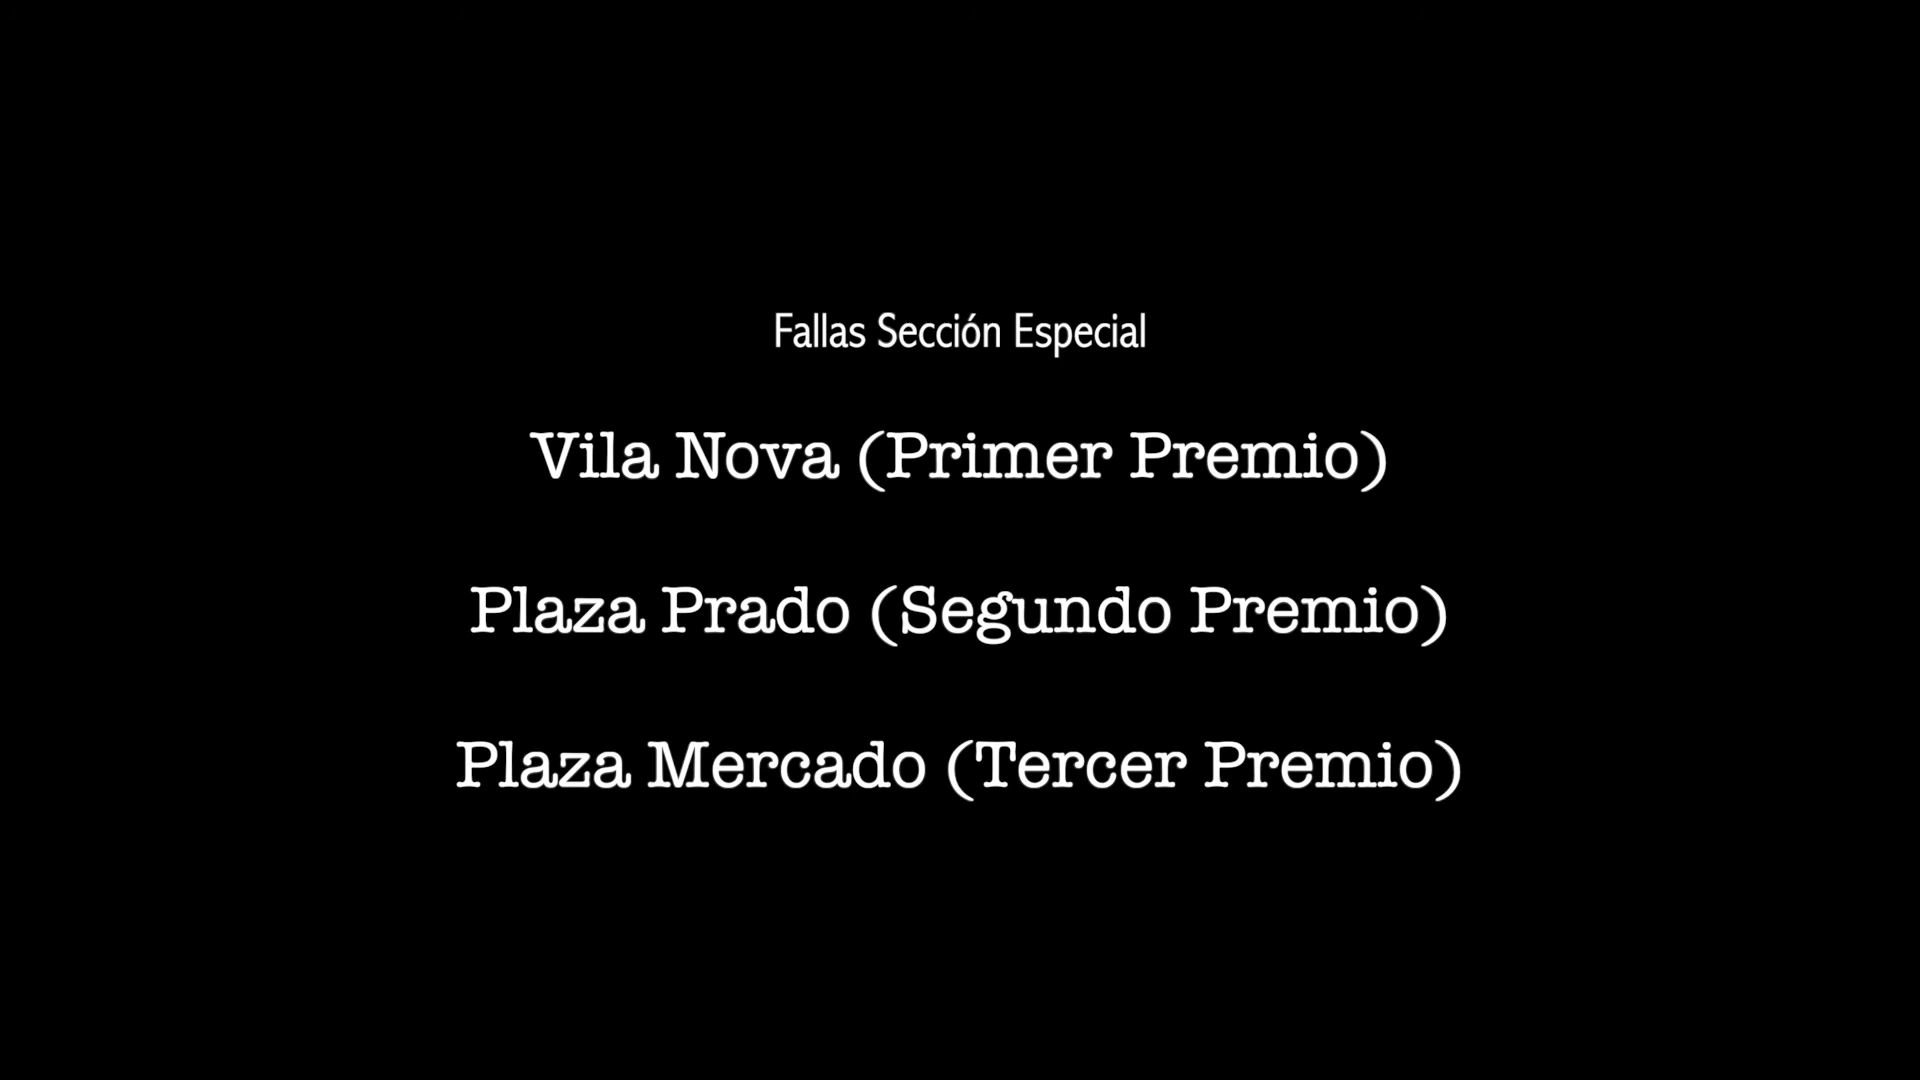 Fallas Sección Especial
Vila Nova (Primer Premio)
Plaza Prado (Segundo Premio)
Plaza Mercado (Tercer Premio)